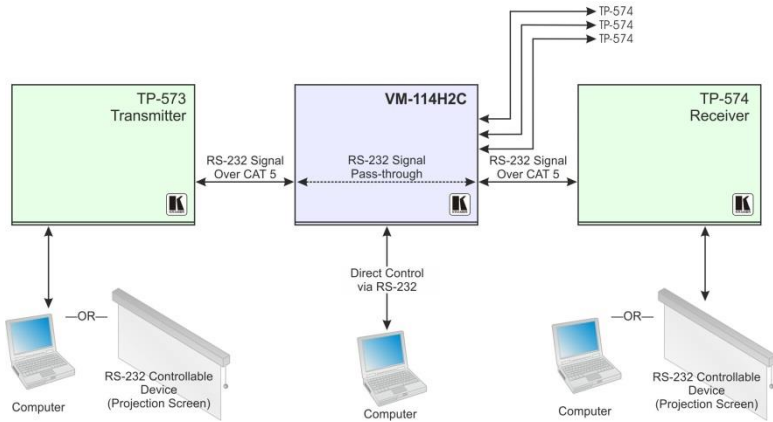 TP-574
TP-574
TP-574
TP-573
Transmitter
VM-114H2C
TP-574
Receiver
RS-232 Signal
Over CAT 5
RS-232 Signal
Pass-through
RS-232 Signal
Over CAT 5
Direct Control
via RS-232
—OR—
—OR—
RS-232 Controllable
Device
(Projection Screen)
RS-232 Controllable
Device
(Projection Screen)
Computer
Computer
Computer